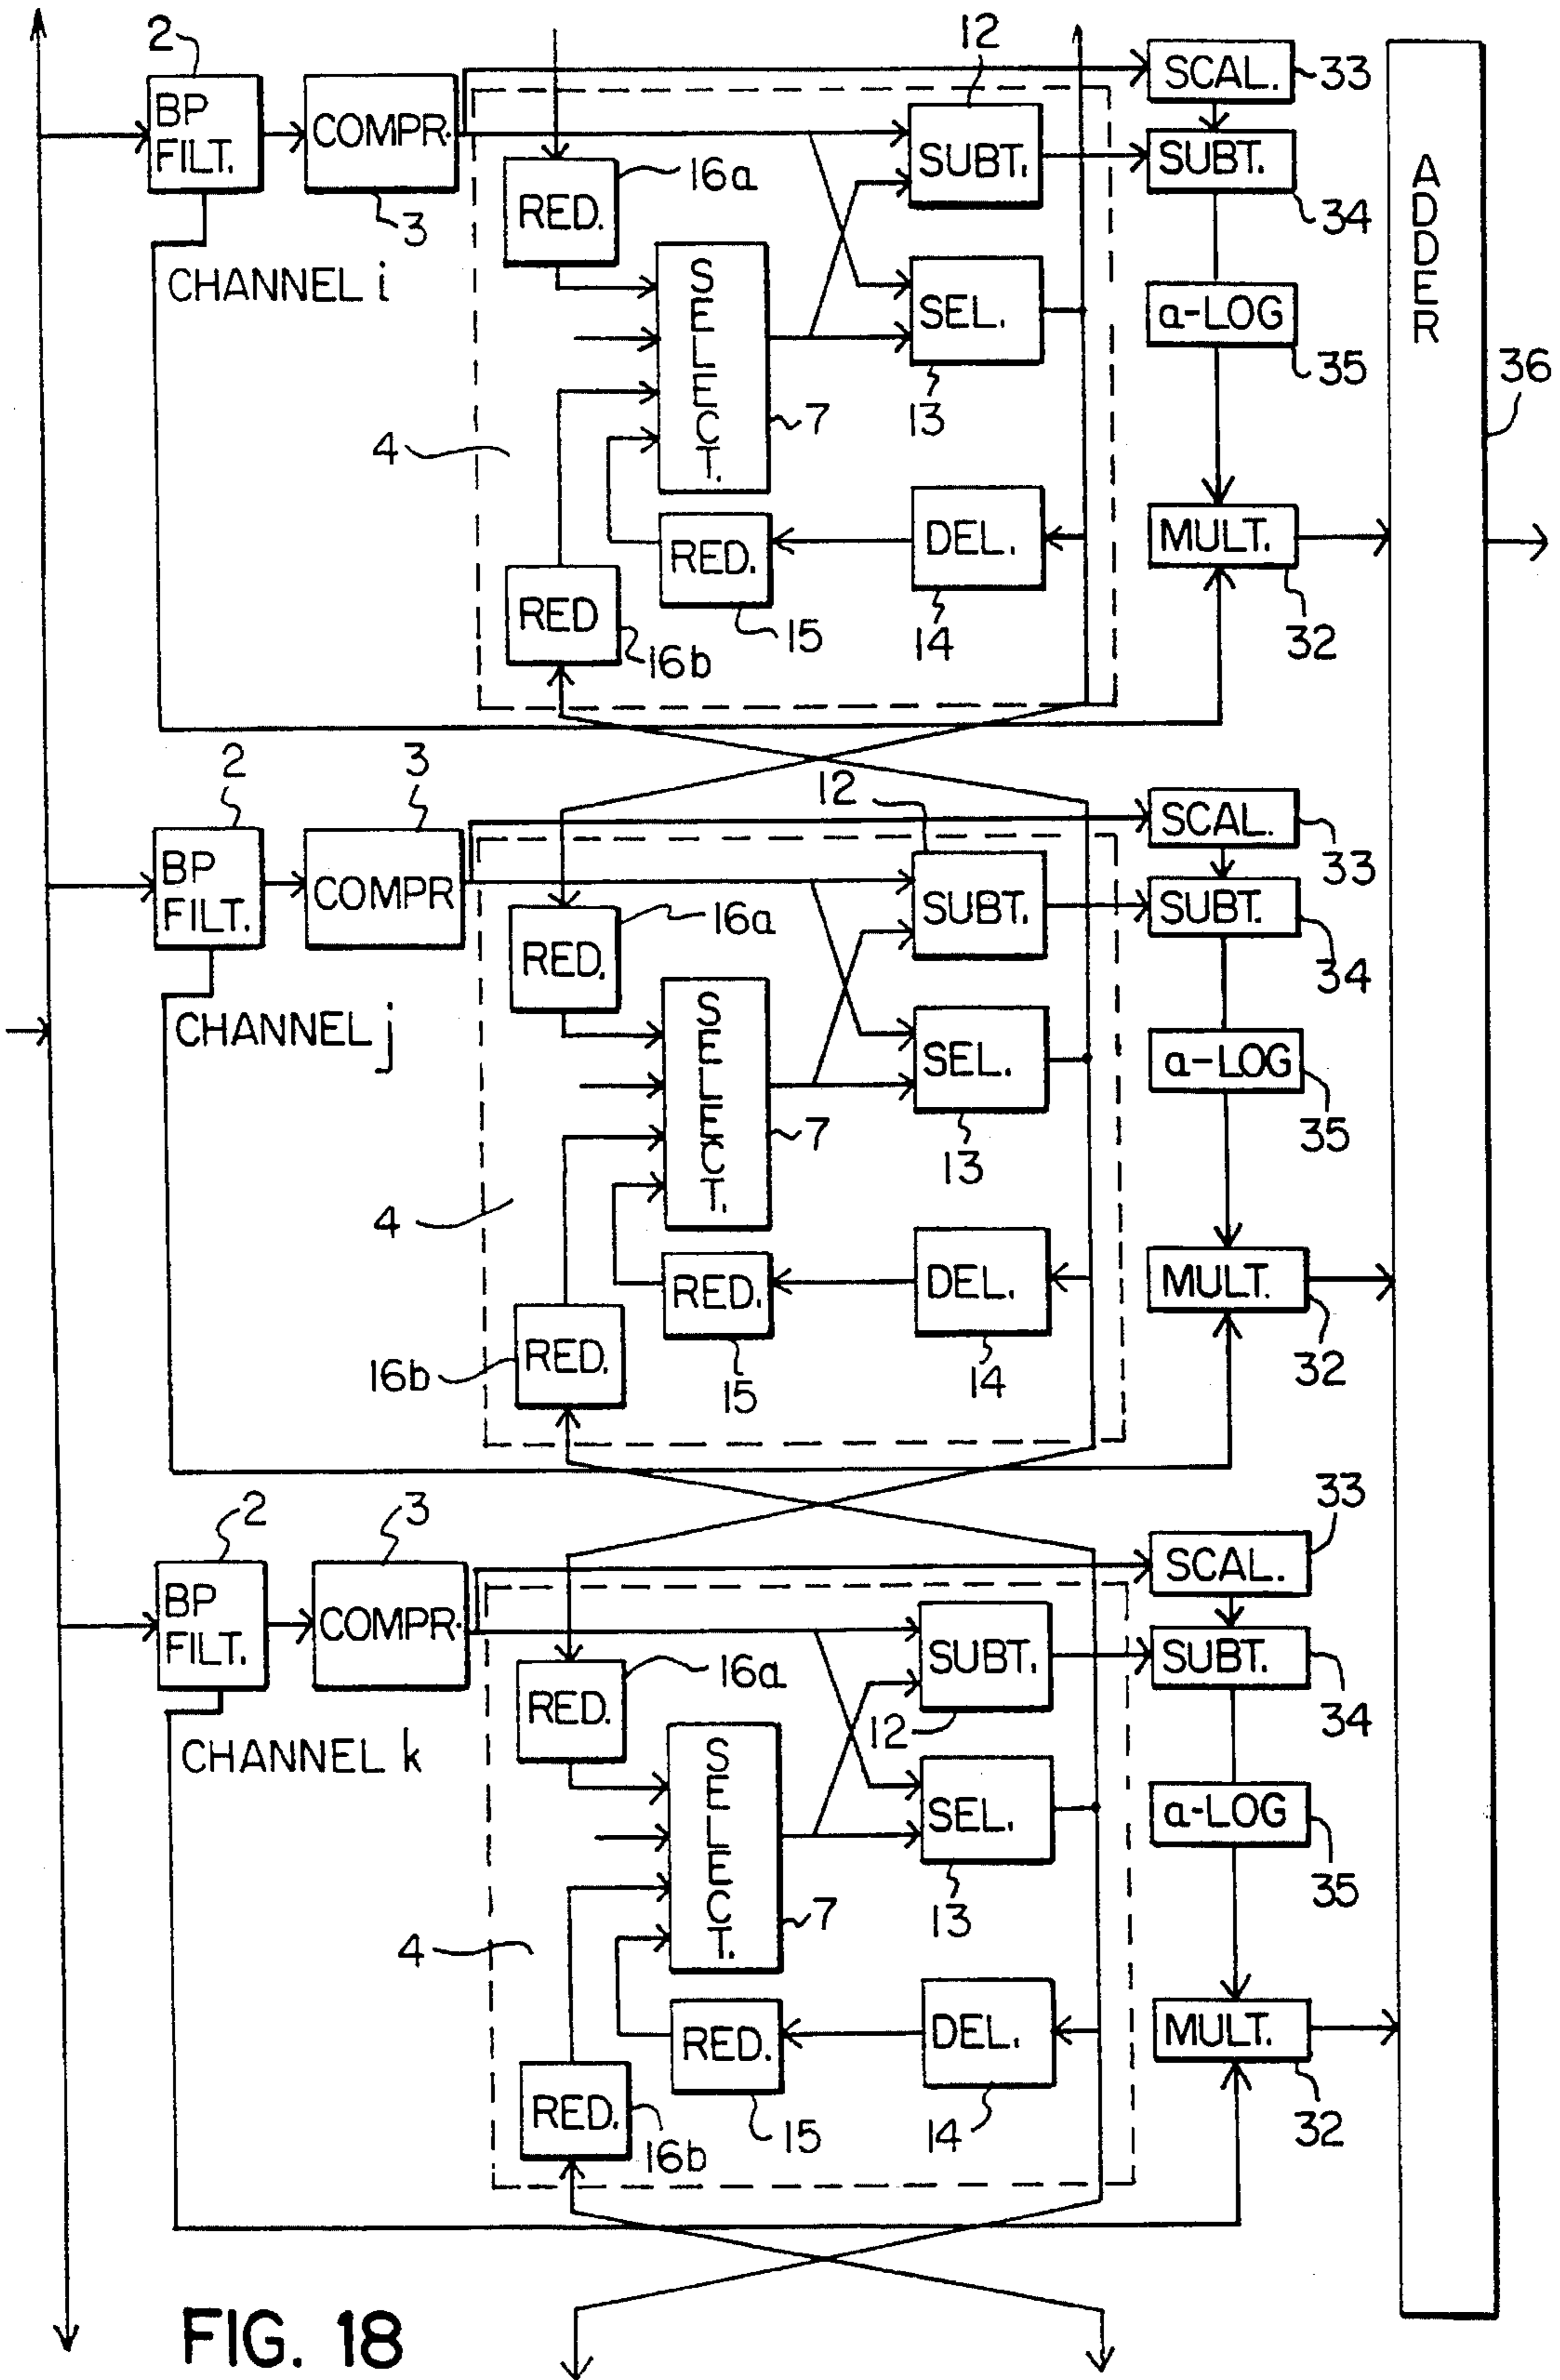 2
12
BP
FILT.
COMPR.
SCAL.
33
3
16a
RED.
SUBT.
SUBT.
34
CHANNEL i
SELECT.
SEL.
a-LOG
35
13
7
4
ADDER
36
RED.
DEL.
MULT.
RED
15
14
32
16b
2
3
12
BP
FILT.
COMPR
SCAL.
33
16a
RED.
SUBT.
SUBT.
34
CHANNEL j
SELECT.
SEL.
a-LOG
35
7
13
4
RED.
DEL.
MULT.
RED.
16b
15
14
32
2
3
33
BP
FILT.
COMPR.
SCAL.
16a
RED.
SUBT.
SUBT.
34
12
CHANNEL k
SELECT.
SEL.
a-LOG
35
7
13
4
RED.
DEL.
MULT.
RED.
16b
15
14
32
FIG. 18